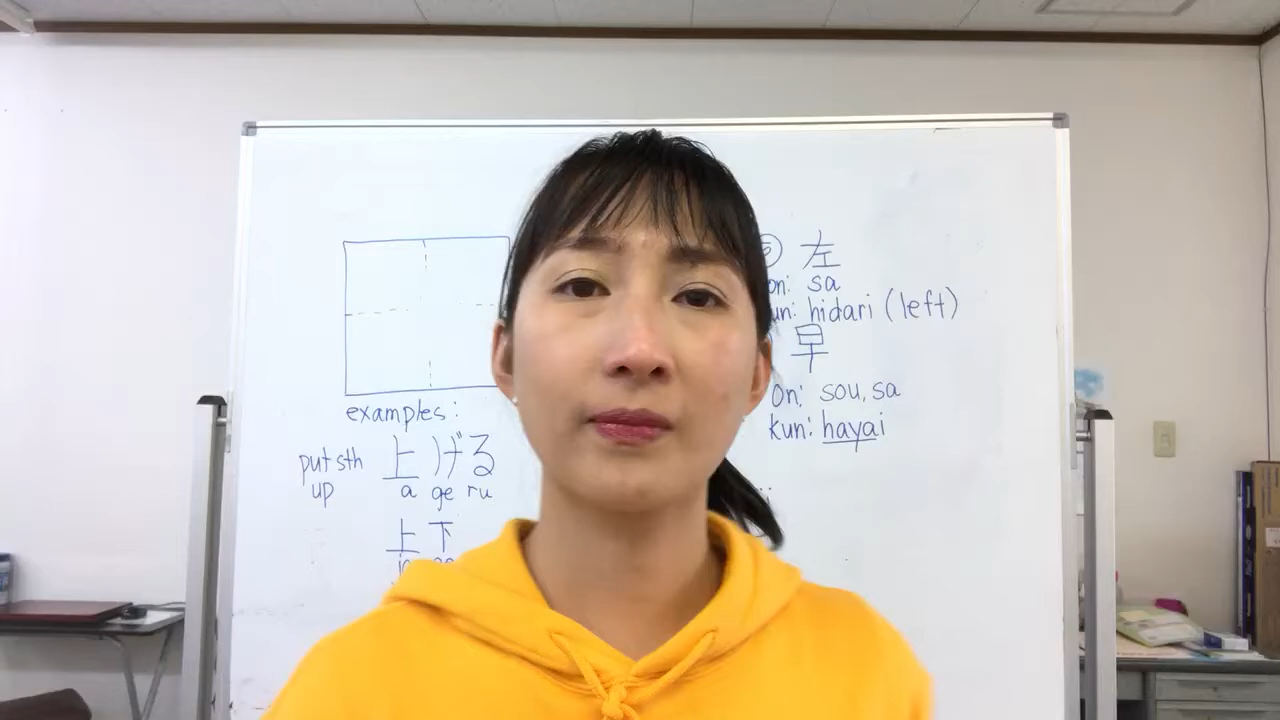 examples:
put sth up
上げる
a ge ru
上下
左
on: sa
kun: hidari (left)
早
On: sou, sa
kun: hayai